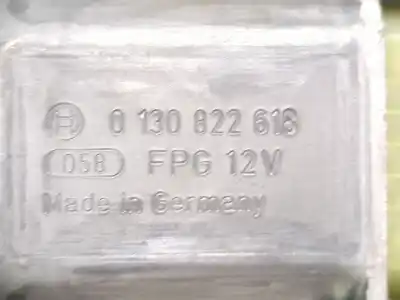 0 130 822 618
058 FPG 12V
Made in Germany